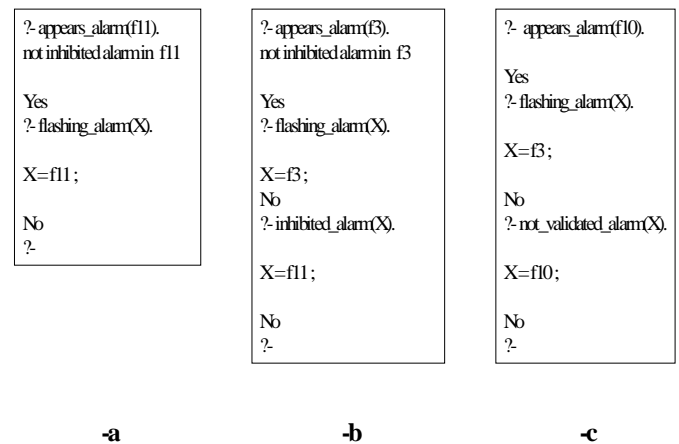 ?- appears_alarm(f11).
not inhibited alarm in f11
Yes
?- flashing_alarm(X).
X=f11 ;
No
?-
?- appears_alarm(f3).
not inhibited alarm in f3
Yes
?- flashing_alarm(X).
X=f3 ;
No
?- inhibited_alarm(X).
X=f11 ;
No
?-
?- appears_alarm(f10).
Yes
?- flashing_alarm(X).
X=f3 ;
No
?- not_validated_alarm(X).
X=f10 ;
No
?-
-a
-b
-c